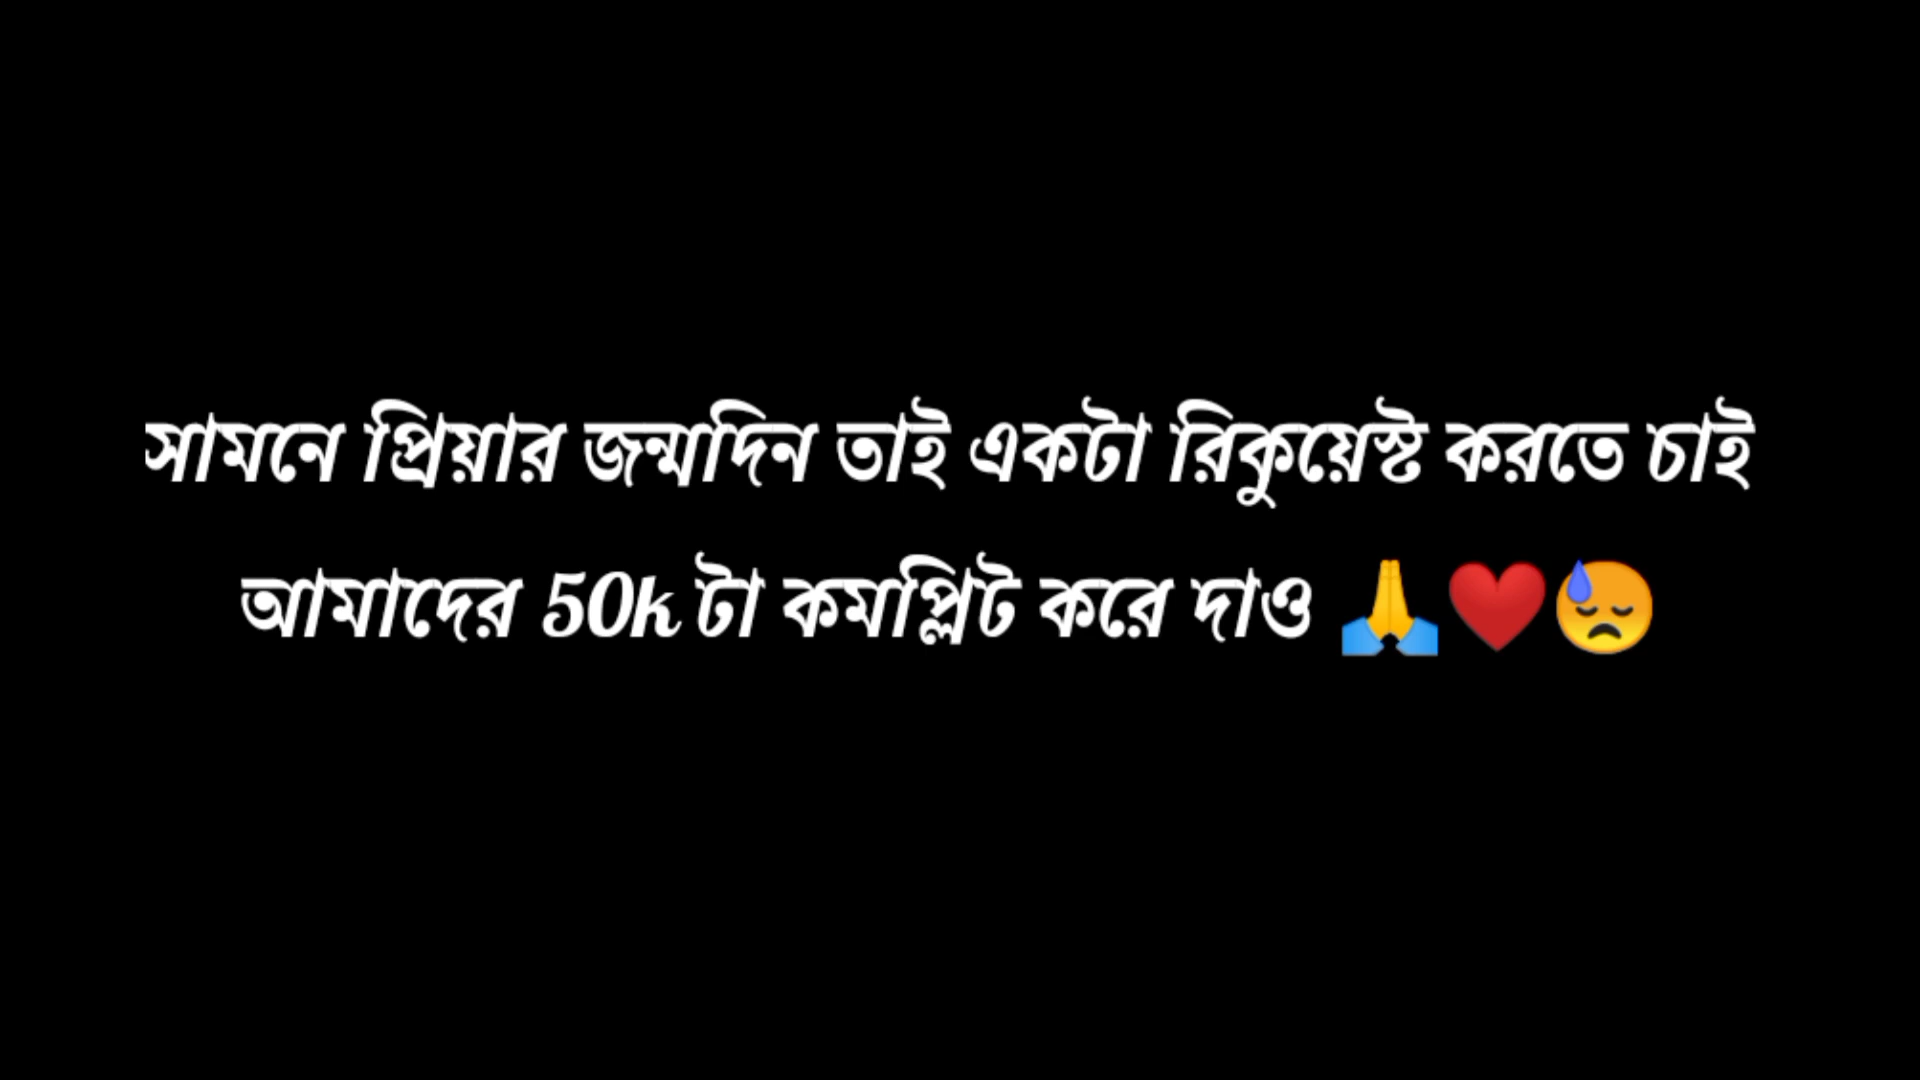 সামনে প্রিয়ার জন্মদিন তাই একটা রিকুয়েস্ট করতে চাই
আমাদের 50k টা কমপ্লিট করে দাও 🙏❤️😓